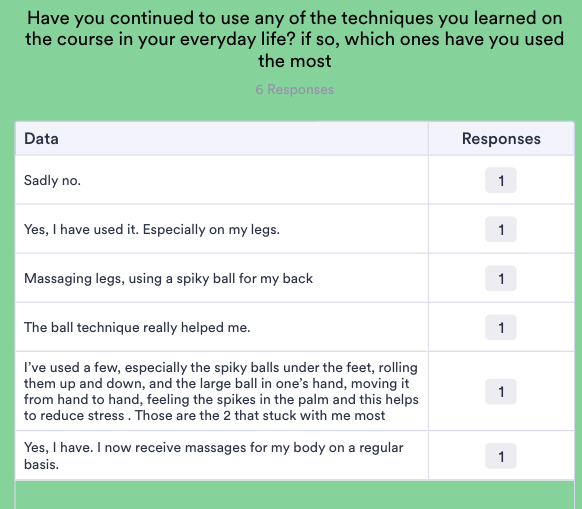 Have you continued to use any of the techniques you learned on
the course in your everyday life? if so, which ones have you used
the most
6 Responses
Data Responses
Sadly no. 1
Yes, I have used it. Especially on my legs. 1
Massaging legs, using a spiky ball for my back 1
The ball technique really helped me. 1
I've used a few, especially the spiky balls under the feet, rolling
them up and down, and the large ball in one's hand, moving it
from hand to hand, feeling the spikes in the palm and this helps
to reduce stress . Those are the 2 that stuck with me most 1
Yes, I have. I now receive massages for my body on a regular
basis. 1